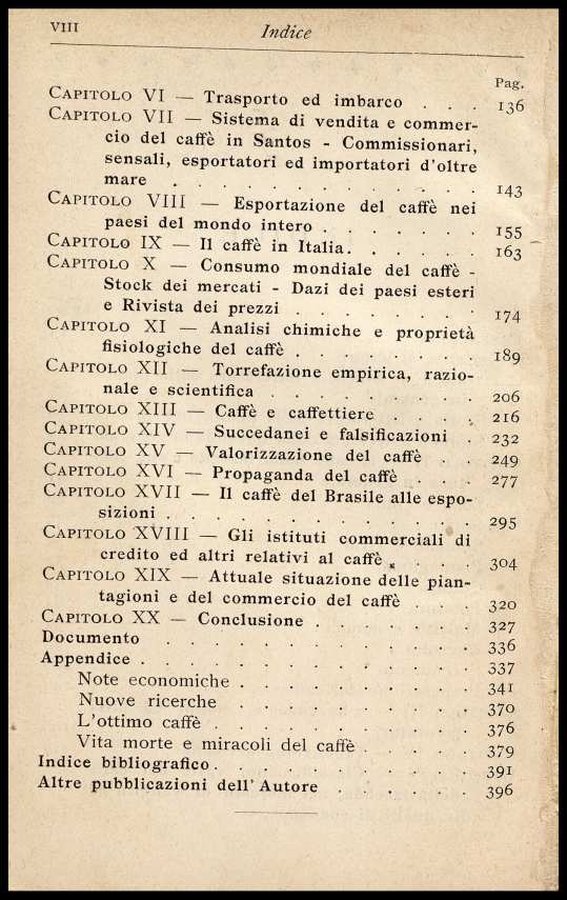 VIII Indice
Pag.
CAPITOLO VI — Trasporto ed imbarco . . . 136
CAPITOLO VII — Sistema di vendita e commer-
cio del caffè in Santos - Commissionari,
sensali, esportatori ed importatori d'oltre
mare . . . . . . . . . . . . . 143
CAPITOLO VIII — Esportazione del caffè nei
paesi del mondo intero . . . . . . . 155
CAPITOLO IX — Il caffè in Italia. . . . . . 163
CAPITOLO X — Consumo mondiale del caffè -
Stock dei mercati - Dazi dei paesi esteri
e Rivista dei prezzi . . . . . . . . 174
CAPITOLO XI — Analisi chimiche e proprietà
fisiologiche del caffè . . . . . . . . 189
CAPITOLO XII — Torrefazione empirica, razio-
nale e scientifica . . . . . . . . . 206
CAPITOLO XIII — Caffè e caffettiere . . . . 216
CAPITOLO XIV — Succedanei e falsificazioni . 232
CAPITOLO XV — Valorizzazione del caffè . . 249
CAPITOLO XVI — Propaganda del caffè . . . 277
CAPITOLO XVII — Il caffè del Brasile alle espo-
sizioni . . . . . . . . . . . . . 295
CAPITOLO XVIII — Gli istituti commerciali di
credito ed altri relativi al caffè . . . . 304
CAPITOLO XIX — Attuale situazione delle pian-
tagioni e del commercio del caffè . . . 320
CAPITOLO XX — Conclusione . . . . . . . 327
Documento . . . . . . . . . . . . . 336
Appendice . . . . . . . . . . . . . . 337
Note economiche . . . . . . . . . . 341
Nuove ricerche . . . . . . . . . . 370
L'ottimo caffè . . . . . . . . . . . 376
Vita morte e miracoli del caffè . . . . . 379
Indice bibliografico . . . . . . . . . . . 391
Altre pubblicazioni dell'Autore . . . . . . 396